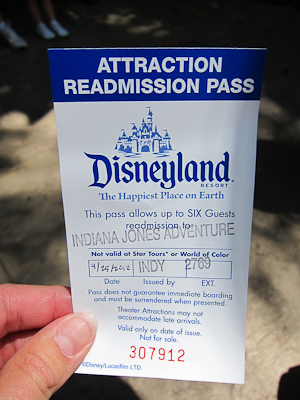 ATTRACTION
READMISSION PASS
Disneyland
RESORT
The Happiest Place on Earth
This pass allows up to SIX Guests
readmission to:
INDIANA JONES ADVENTURE
Not valid at Star Tours® or World of Color
9/25/2012 INDY 2769
Date Issued by EXT.
Pass does not guarantee immediate boarding
and must be surrendered when presented.
Theater Attractions may not
accommodate late arrivals.
Valid only on date of issue.
Not for sale.
307912
©Disney/Lucasfilm LTD.